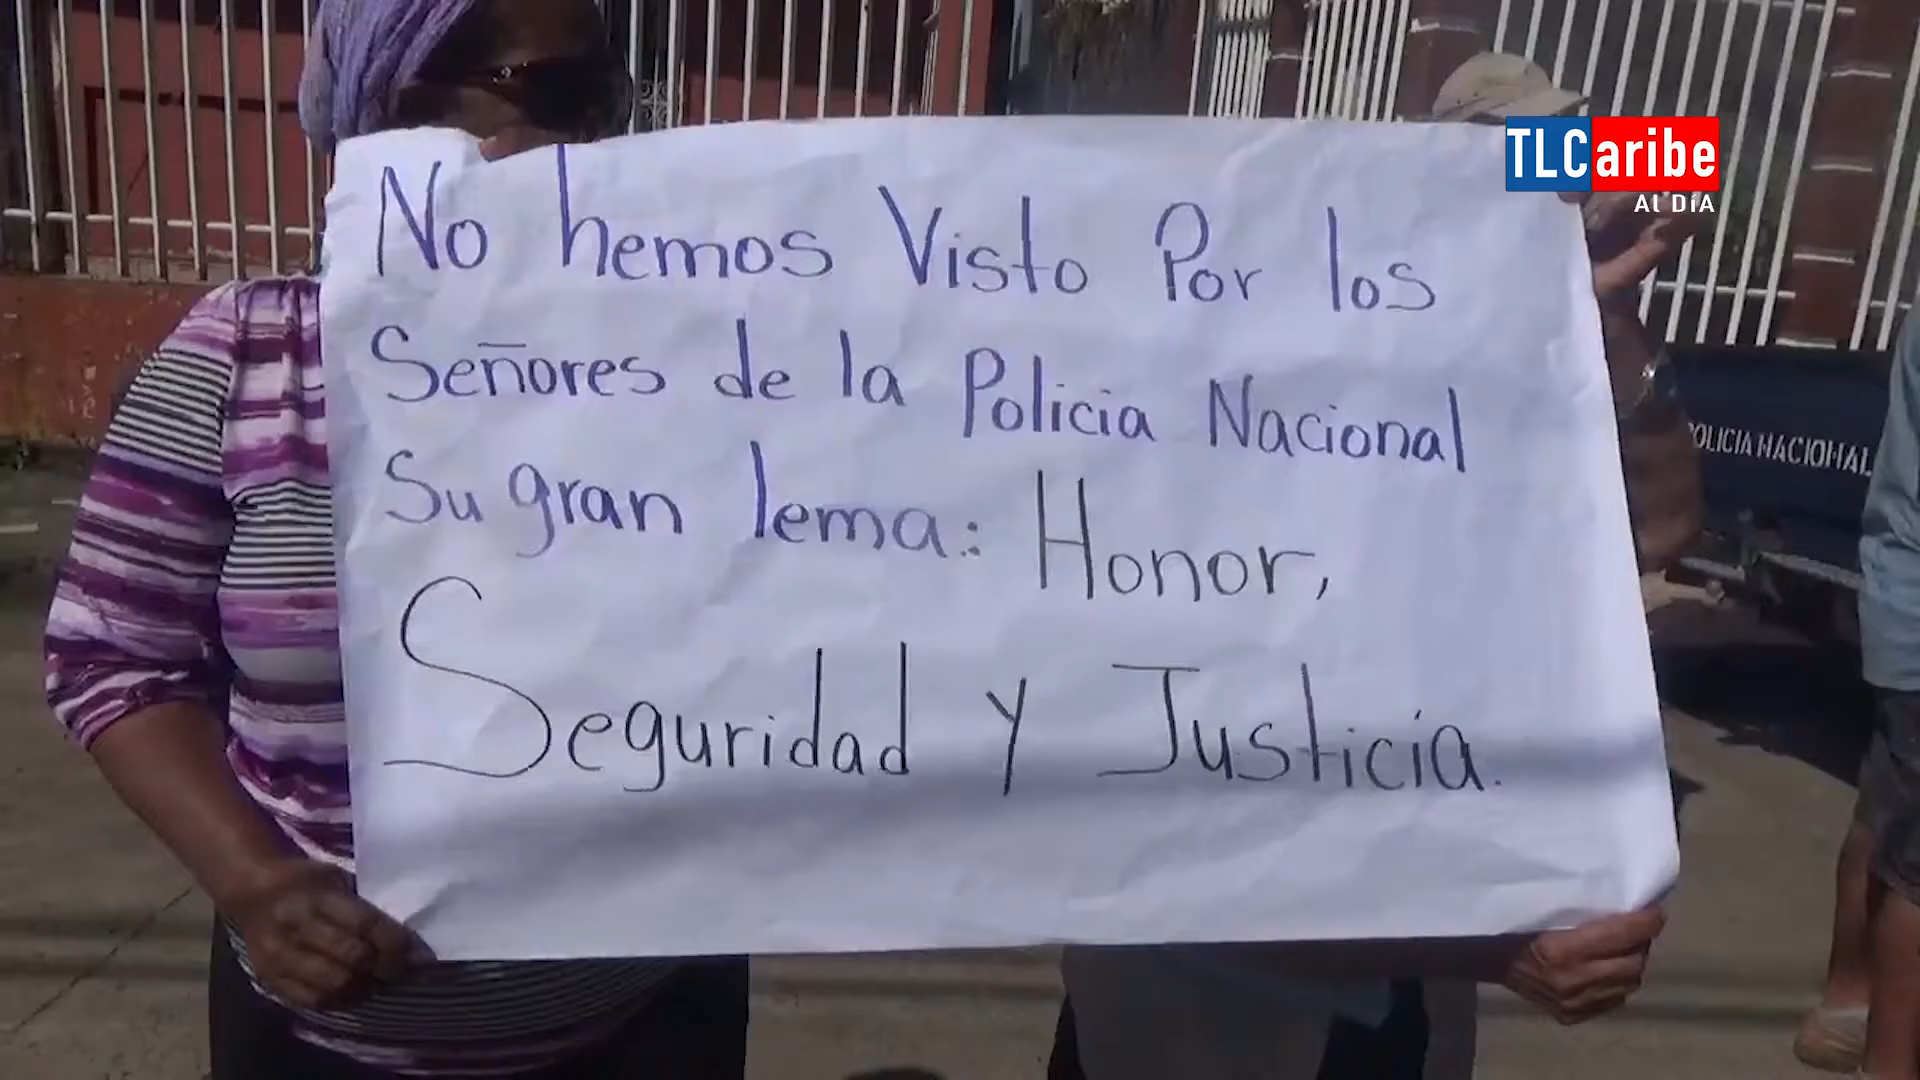 No hemos Visto Por los
Señores de la Policia Nacional
Su gran lema: Honor,
Seguridad y Justicia.
TLCaribe
Al DíA
POLICIA NACIONAL